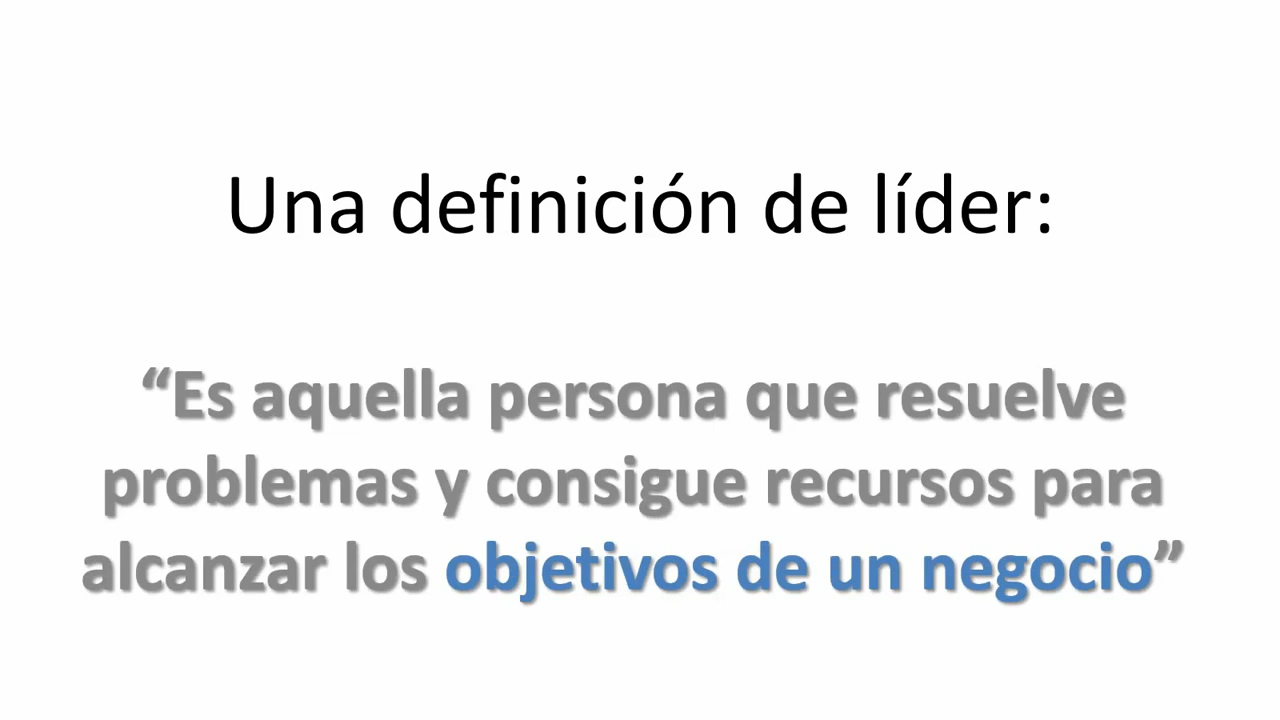 Una definición de líder:
“Es aquella persona que resuelve
problemas y consigue recursos para
alcanzar los objetivos de un negocio”